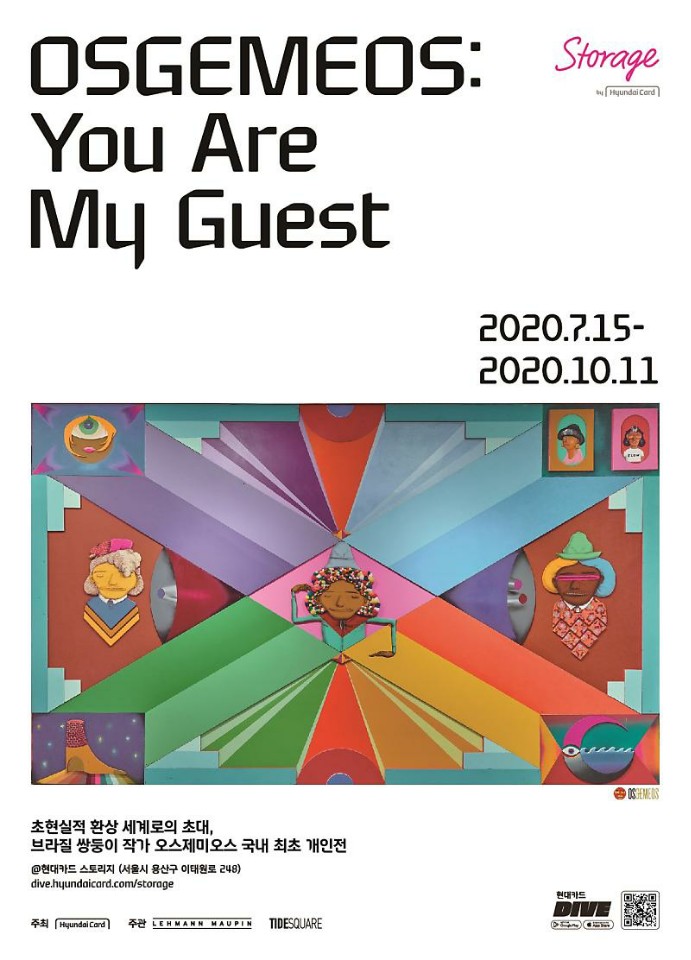 OSGEMEOS:
You Are
My Guest
Storage
by Hyundai Card
2020.7.15-
2020.10.11
OSGEMEOS
초현실적 환상 세계로의 초대,
브라질 쌍둥이 작가 오스제미오스 국내 최초 개인전
@현대카드 스토리지 (서울시 용산구 이태원로 248)
dive.hyundaicard.com/storage
주최 Hyundai Card 주관 LEHMANN MAUPIN TIDESQUARE
현대카드
DIVE
Google Play App Store